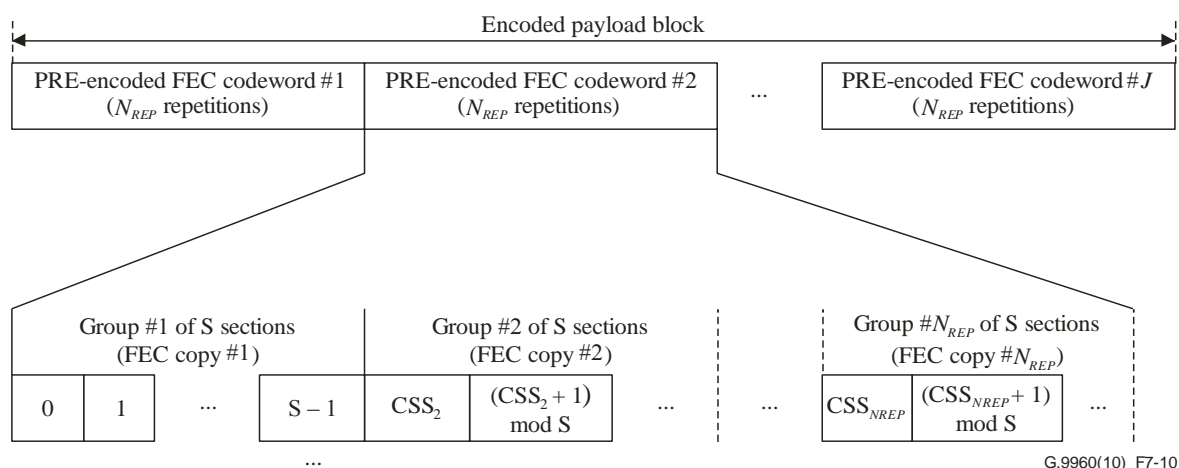 Encoded payload block
PRE-encoded FEC codeword #1
(N_REP repetitions)
PRE-encoded FEC codeword #2
(N_REP repetitions)
...
PRE-encoded FEC codeword #J
(N_REP repetitions)
Group #1 of S sections
(FEC copy #1)
Group #2 of S sections
(FEC copy #2)
Group #N_REP of S sections
(FEC copy #N_REP)
0
1
...
S – 1
CSS₂
(CSS₂ + 1)
mod S
...
...
CSS_NREP
(CSS_NREP + 1)
mod S
...
...
G.9960(10)_F7-10